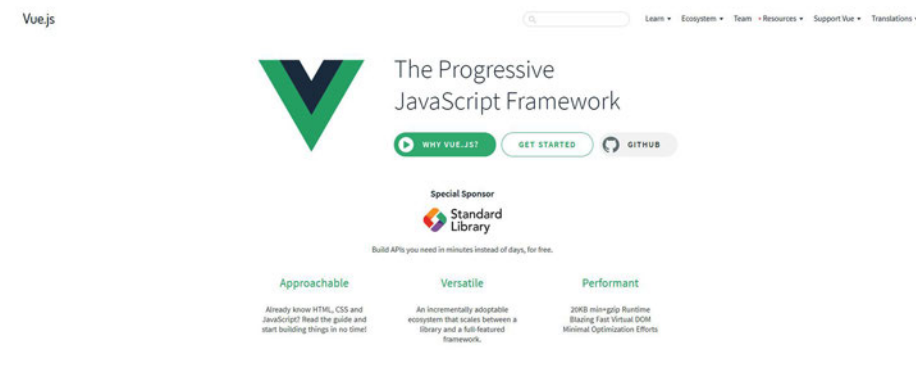 Vue.js
Learn Ecosystem Team Resources Support Vue Translations
The Progressive
JavaScript Framework
WHY VUE.JS? GET STARTED GITHUB
Special Sponsor
Standard
Library
Build APIs you need in minutes instead of days, for free.
Approachable Versatile Performant
Already know HTML, CSS and
JavaScript? Read the guide and
start building things in no time!
An incrementally adoptable
ecosystem that scales between a
library and a full-featured
framework.
20KB min+gzip Runtime
Blazing Fast Virtual DOM
Minimal Optimization Efforts